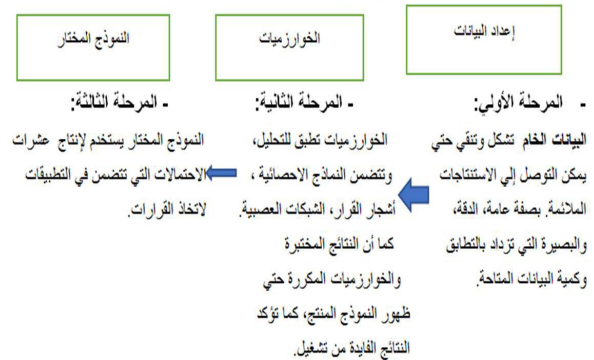 إعداد البيانات
- المرحلة الأولي:
البيانات الخام تشكل وتنقي حتي
يمكن التوصل إلي الاستنتاجات
الملائمة. بصفة عامة، الدقة،
والبصيرة التي تزداد بالتطابق
وكمية البيانات المتاحة.
الخوارزميات
- المرحلة الثانية:
الخوارزميات تطبق للتحليل،
وتتضمن النماذج الاحصائية ،
أشجار القرار، الشبكات العصبية.
كما أن النتائج المختبرة
والخوارزميات المكررة حتي
ظهور النموذج المنتج، كما تؤكد
النتائج الفايدة من تشغيل.
النموذج المختار
- المرحلة الثالثة:
النموذج المختار يستخدم لإنتاج عشرات
الاحتمالات التي تتضمن في التطبيقات
لاتخاذ القرارات.